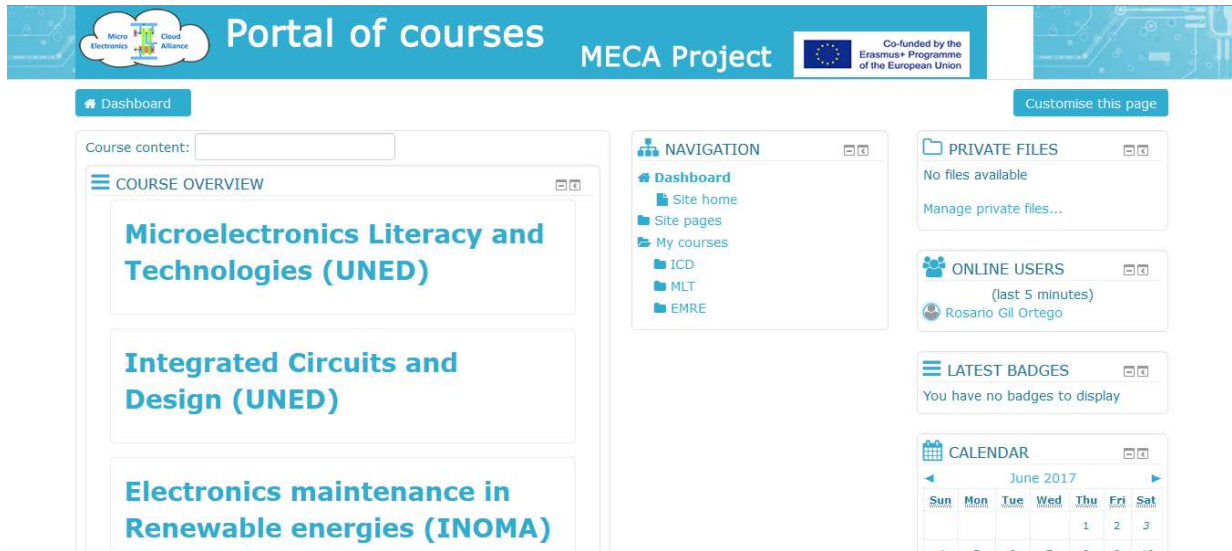 Micro Electronics Cloud Alliance
Portal of courses
MECA Project
Co-funded by the
Erasmus+ Programme
of the European Union
Dashboard
Customise this page
Course content:
COURSE OVERVIEW
Microelectronics Literacy and
Technologies (UNED)
Integrated Circuits and
Design (UNED)
Electronics maintenance in
Renewable energies (INOMA)
NAVIGATION
Dashboard
Site home
Site pages
My courses
ICD
MLT
EMRE
PRIVATE FILES
No files available
Manage private files...
ONLINE USERS
(last 5 minutes)
Rosario Gil Ortego
LATEST BADGES
You have no badges to display
CALENDAR
June 2017
Sun Mon Tue Wed Thu Fri Sat
1 2 3